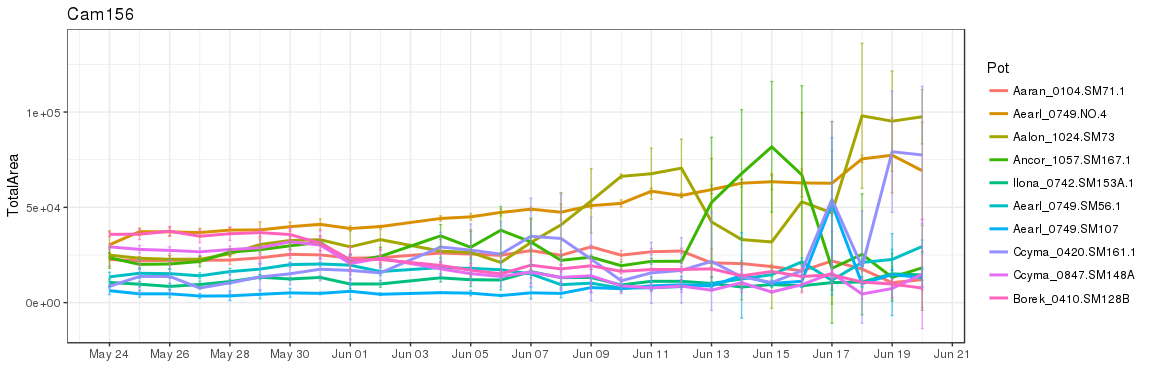 Cam156
TotalArea
1e+05
5e+04
0e+00
May 24 May 26 May 28 May 30 Jun 01 Jun 03 Jun 05 Jun 07 Jun 09 Jun 11 Jun 13 Jun 15 Jun 17 Jun 19 Jun 21
Pot
Aaran_0104.SM71.1
Aearl_0749.NO.4
Aalon_1024.SM73
Ancor_1057.SM167.1
Ilona_0742.SM153A.1
Aearl_0749.SM56.1
Aearl_0749.SM107
Ccyma_0420.SM161.1
Ccyma_0847.SM148A
Borek_0410.SM128B